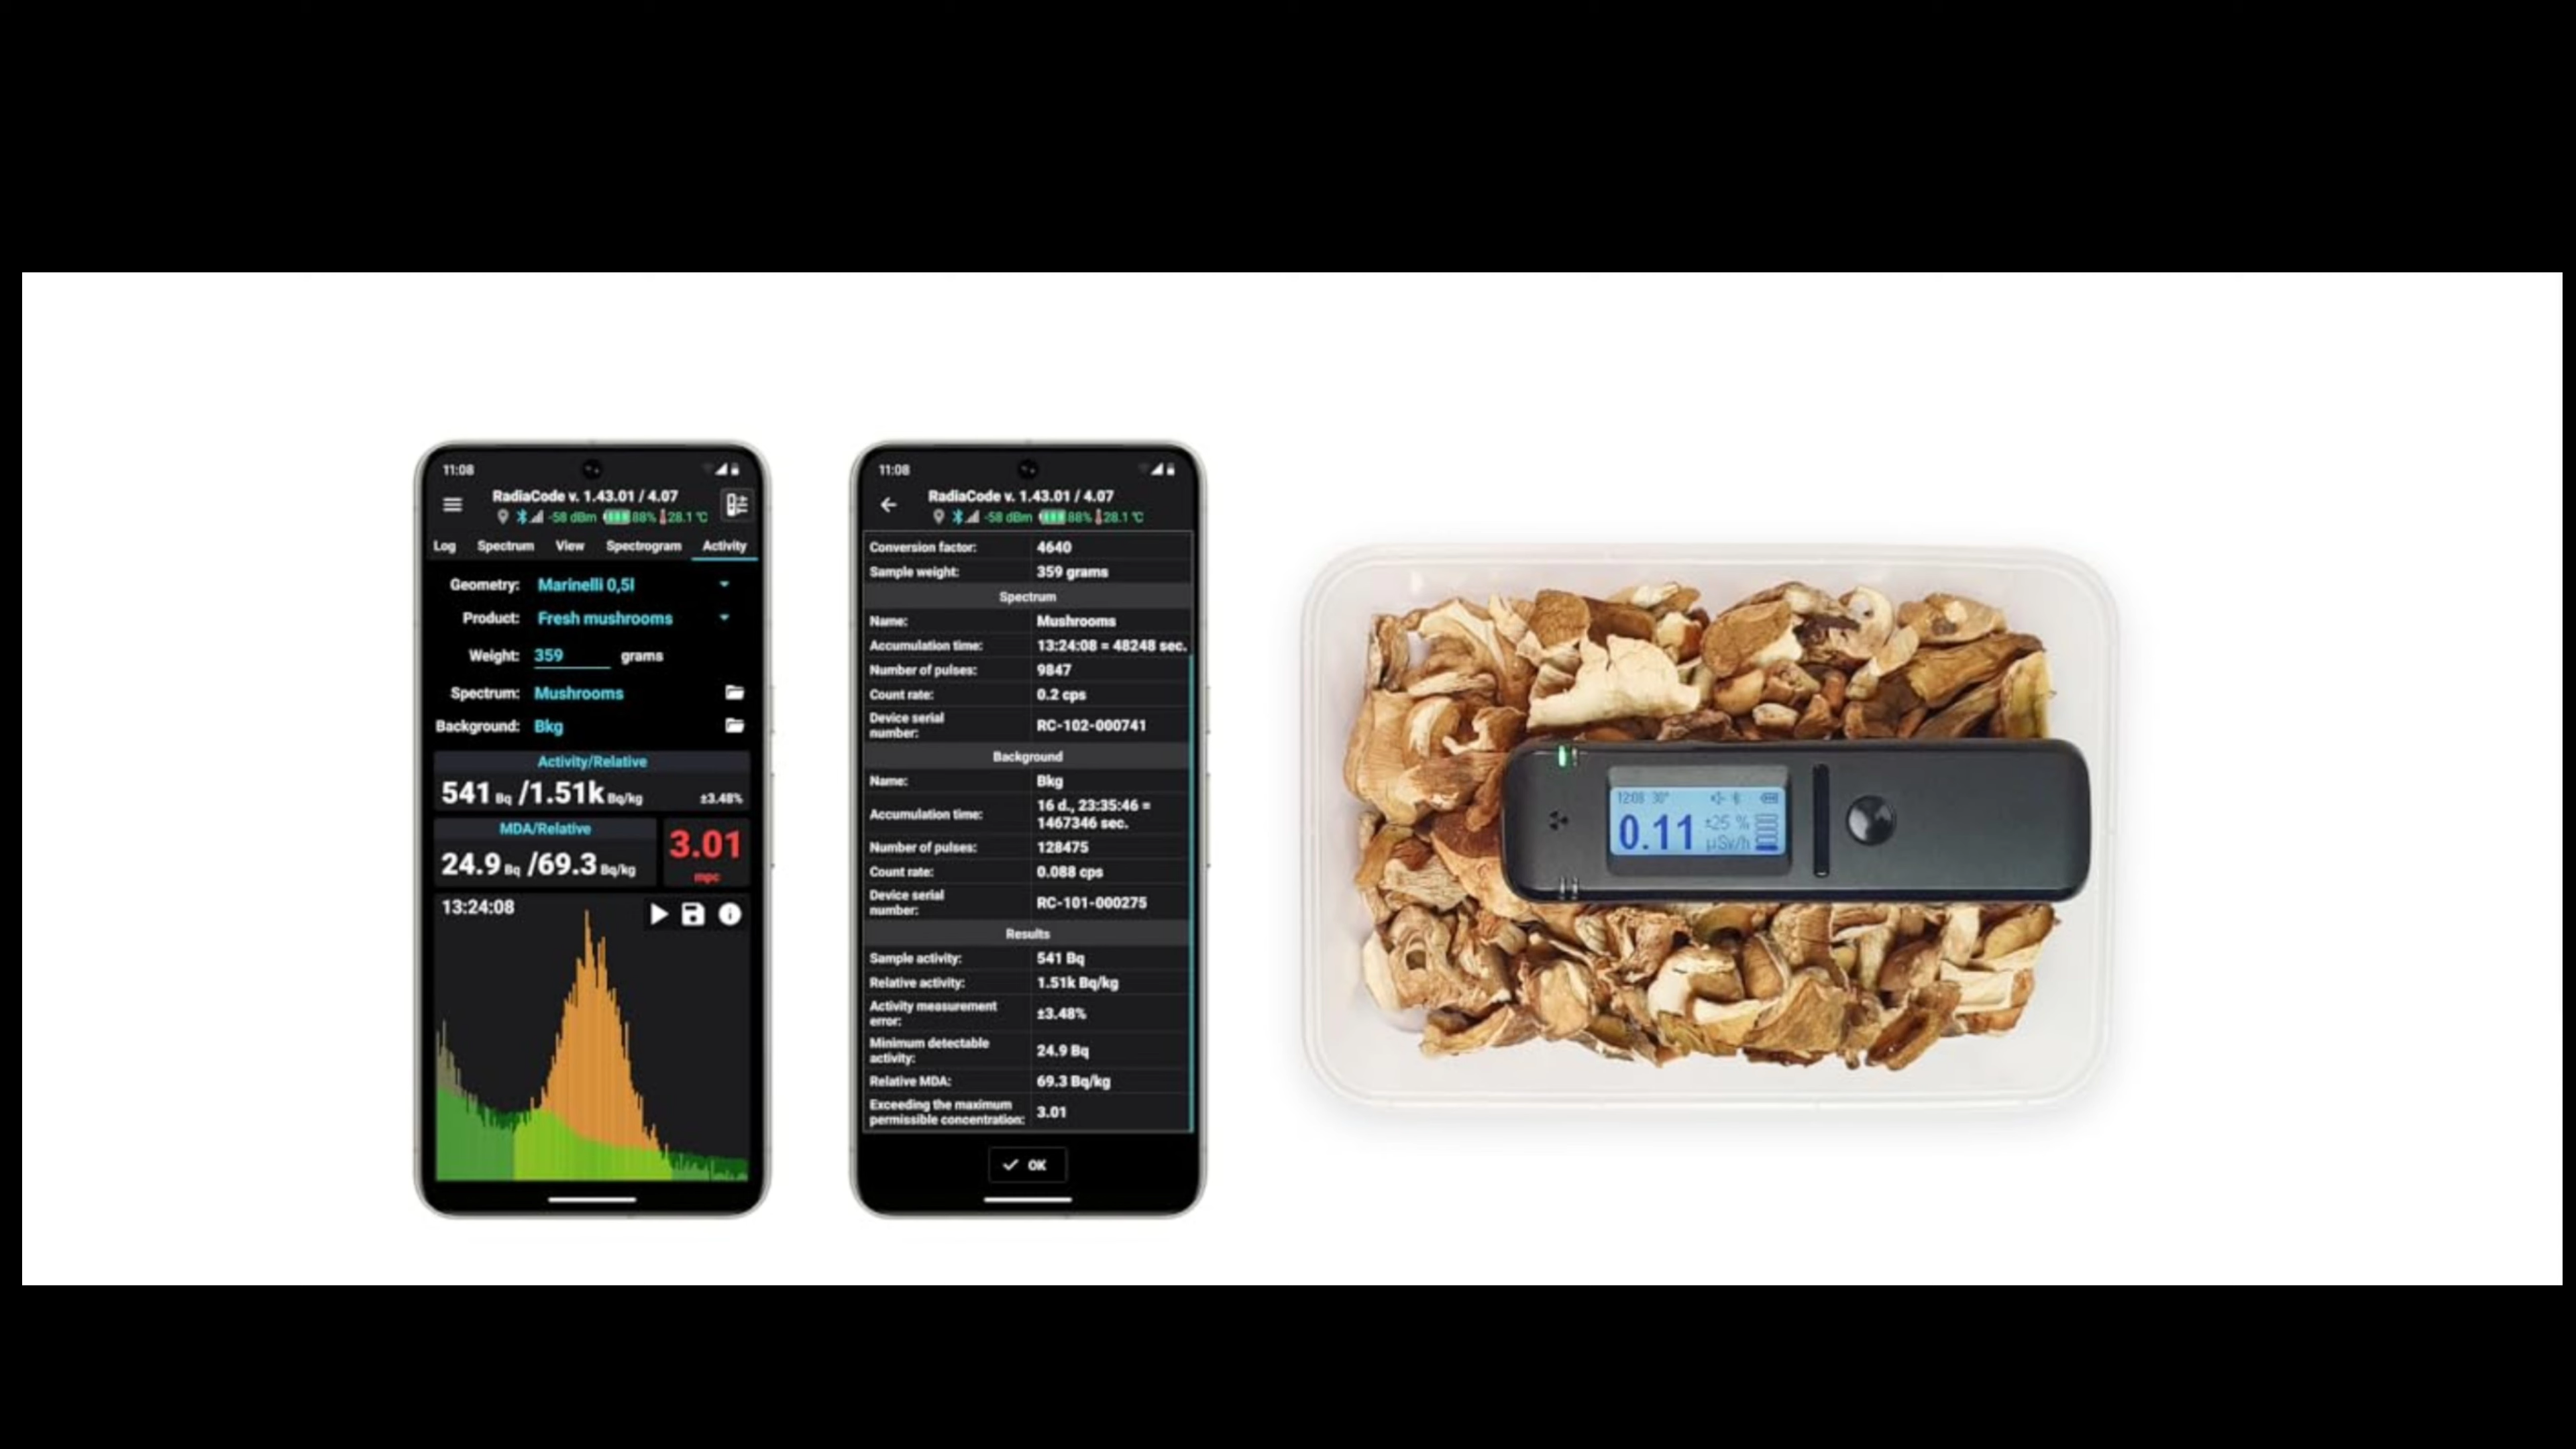 11:08
RadiaCode v. 1.43.01 / 4.07
-58 dBm 88% 28.1 °C
Log Spectrum View Spectrogram Activity
Geometry: Marinelli 0,5l
Product: Fresh mushrooms
Weight: 359 grams
Spectrum: Mushrooms
Background: Bkg
Activity/Relative
541 Bq /1.51k Bq/kg ±3.48%
MDA/Relative
24.9 Bq /69.3 Bq/kg
3.01
mpc
13:24:08
11:08
RadiaCode v. 1.43.01 / 4.07
-58 dBm 88% 28.1 °C
Conversion factor: 4640
Sample weight: 359 grams
Spectrum
Name: Mushrooms
Accumulation time: 13:24:08 = 48248 sec.
Number of pulses: 9847
Count rate: 0.2 cps
Device serial
number: RC-102-000741
Background
Name: Bkg
Accumulation time: 16 d., 23:35:46 =
1467346 sec.
Number of pulses: 128475
Count rate: 0.088 cps
Device serial
number: RC-101-000275
Results
Sample activity: 541 Bq
Relative activity: 1.51k Bq/kg
Activity measurement
error: ±3.48%
Minimum detectable
activity: 24.9 Bq
Relative MDA: 69.3 Bq/kg
Exceeding the maximum
permissible concentration: 3.01
OK
12:08 30°
0.11 ±25 %
µSv/h